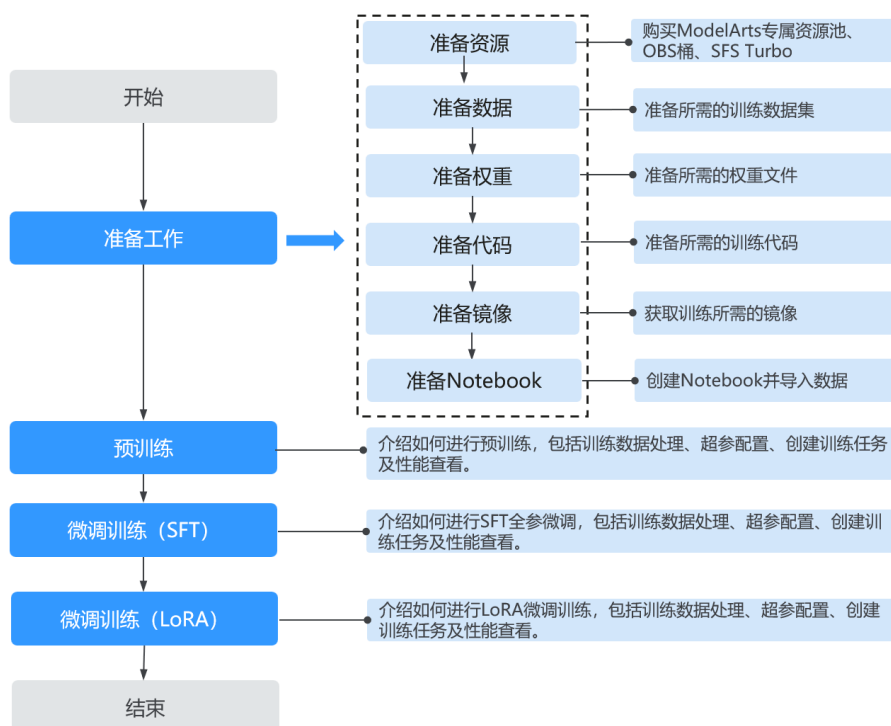 准备资源
购买ModelArts专属资源池、
OBS桶、SFS Turbo
开始
准备数据
准备所需的训练数据集
准备权重
准备所需的权重文件
准备工作
准备代码
准备所需的训练代码
准备镜像
获取训练所需的镜像
准备Notebook
创建Notebook并导入数据
预训练
介绍如何进行预训练，包括训练数据处理、超参配置、创建训练任务
及性能查看。
微调训练（SFT）
介绍如何进行SFT全参微调，包括训练数据处理、超参配置、创建训
练任务及性能查看。
微调训练（LoRA）
介绍如何进行LoRA微调训练，包括训练数据处理、超参配置、创建
训练任务及性能查看。
结束